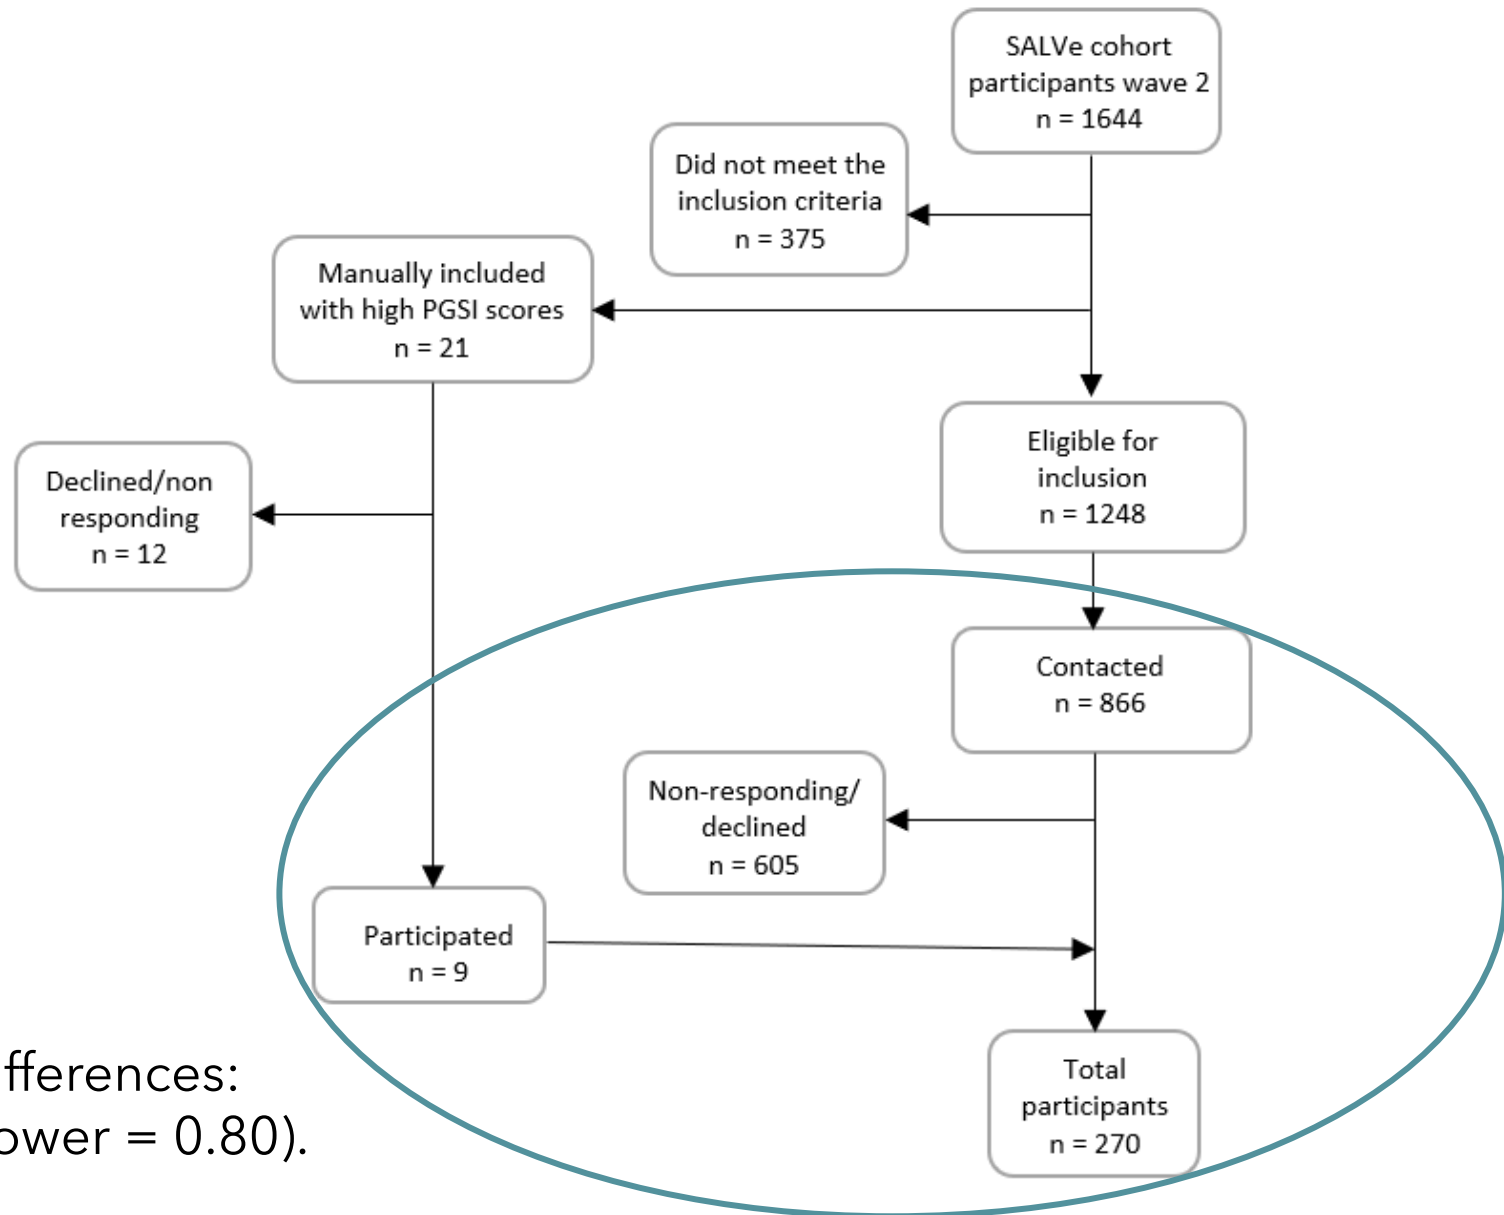 SALVe cohort
participants wave 2
n = 1644
Did not meet the
inclusion criteria
n = 375
Manually included
with high PGSI scores
n = 21
Eligible for
inclusion
n = 1248
Declined/non
responding
n = 12
Contacted
n = 866
Non-responding/
declined
n = 605
Participated
n = 9
Total
participants
n = 270
fferences:
ower = 0.80).